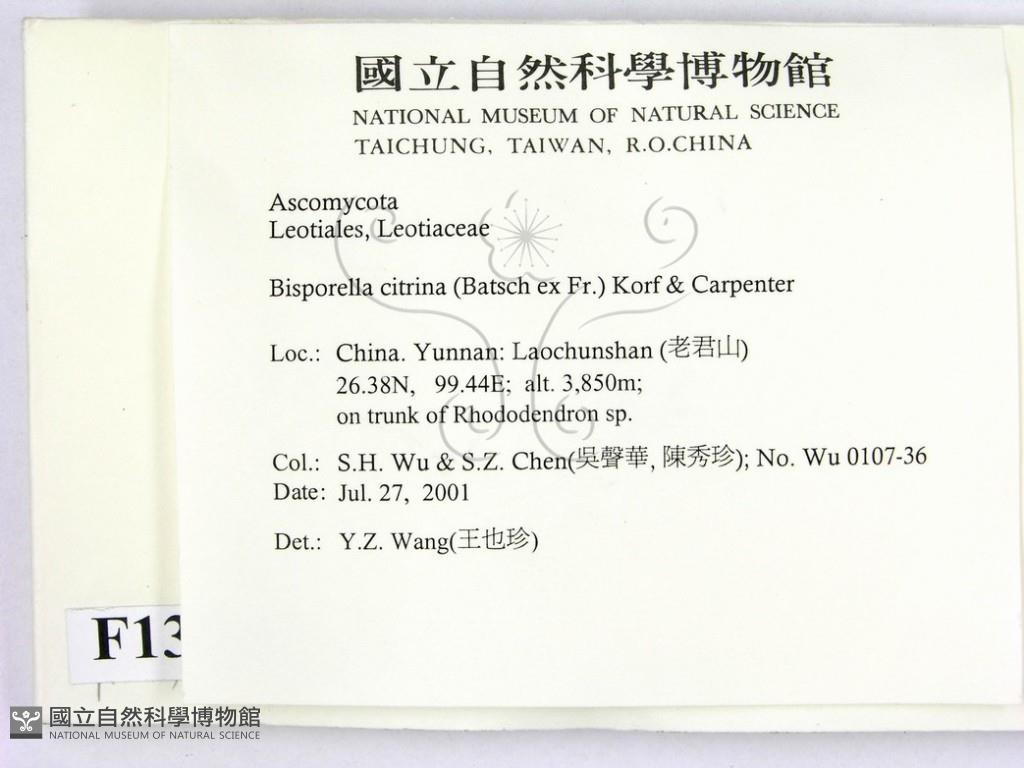 國立自然科學博物館
NATIONAL MUSEUM OF NATURAL SCIENCE
TAICHUNG, TAIWAN, R.O.CHINA
Ascomycota
Leotiales, Leotiaceae
Bisporella citrina (Batsch ex Fr.) Korf & Carpenter
Loc.: China. Yunnan: Laochunshan (老君山)
26.38N, 99.44E; alt. 3,850m;
on trunk of Rhododendron sp.
Col.: S.H. Wu & S.Z. Chen(吳聲華, 陳秀珍); No. Wu 0107-36
Date: Jul. 27, 2001
Det.: Y.Z. Wang(王也珍)
F13
國立自然科學博物館
NATIONAL MUSEUM OF NATURAL SCIENCE